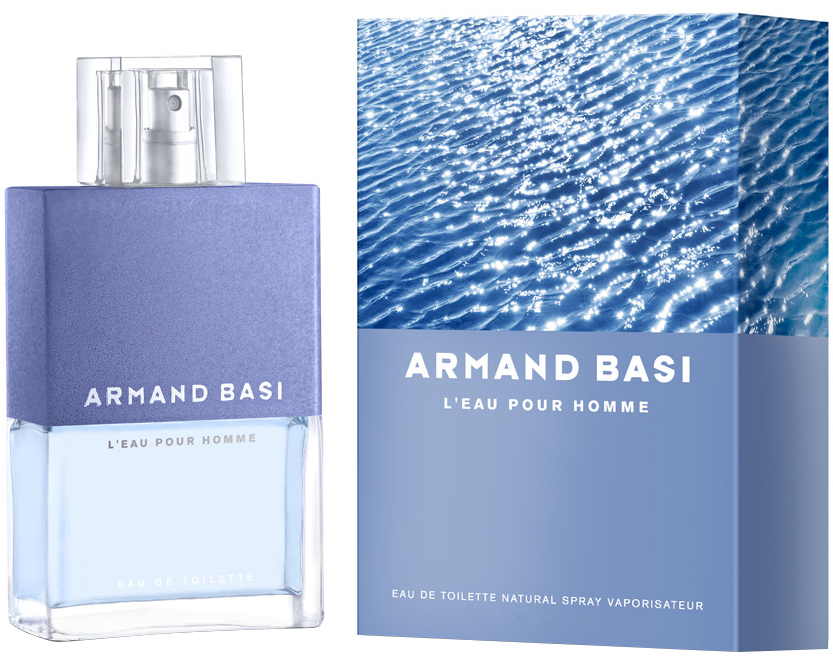 ARMAND BASI
L'EAU POUR HOMME
EAU DE TOILETTE
ARMAND BASI
L'EAU POUR HOMME
EAU DE TOILETTE NATURAL SPRAY VAPORISATEUR